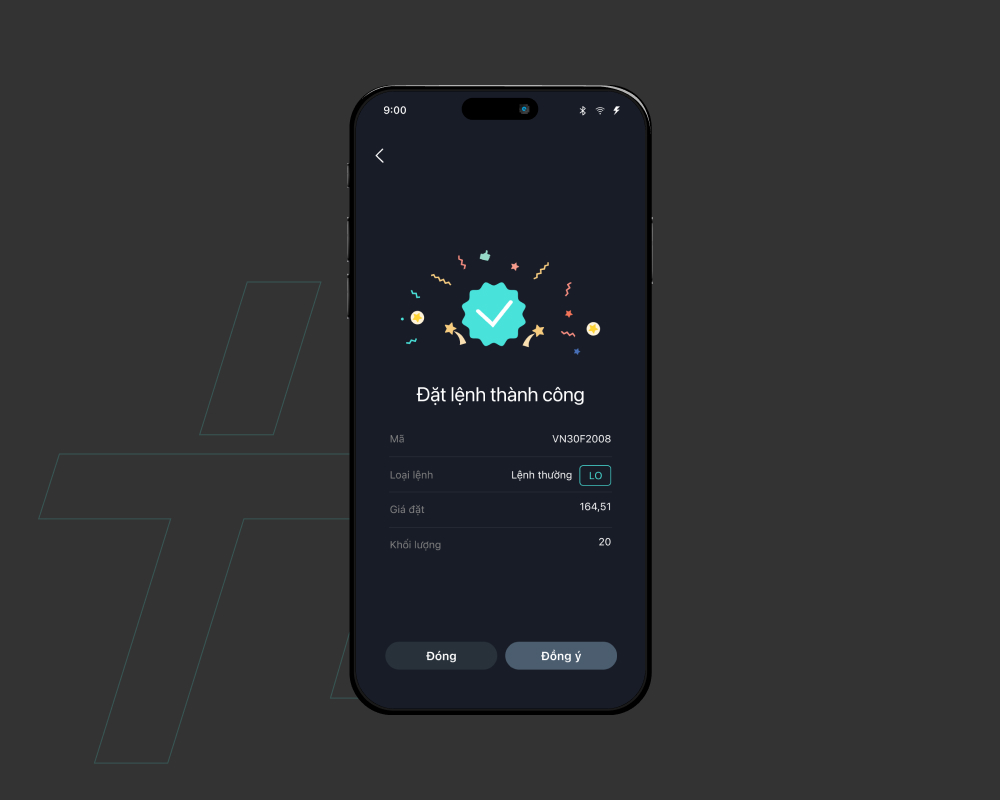 9:00
Đặt lệnh thành công
Mã VN30F2008
Loại lệnh Lệnh thường LO
Giá đặt 164,51
Khối lượng 20
Đóng Đồng ý